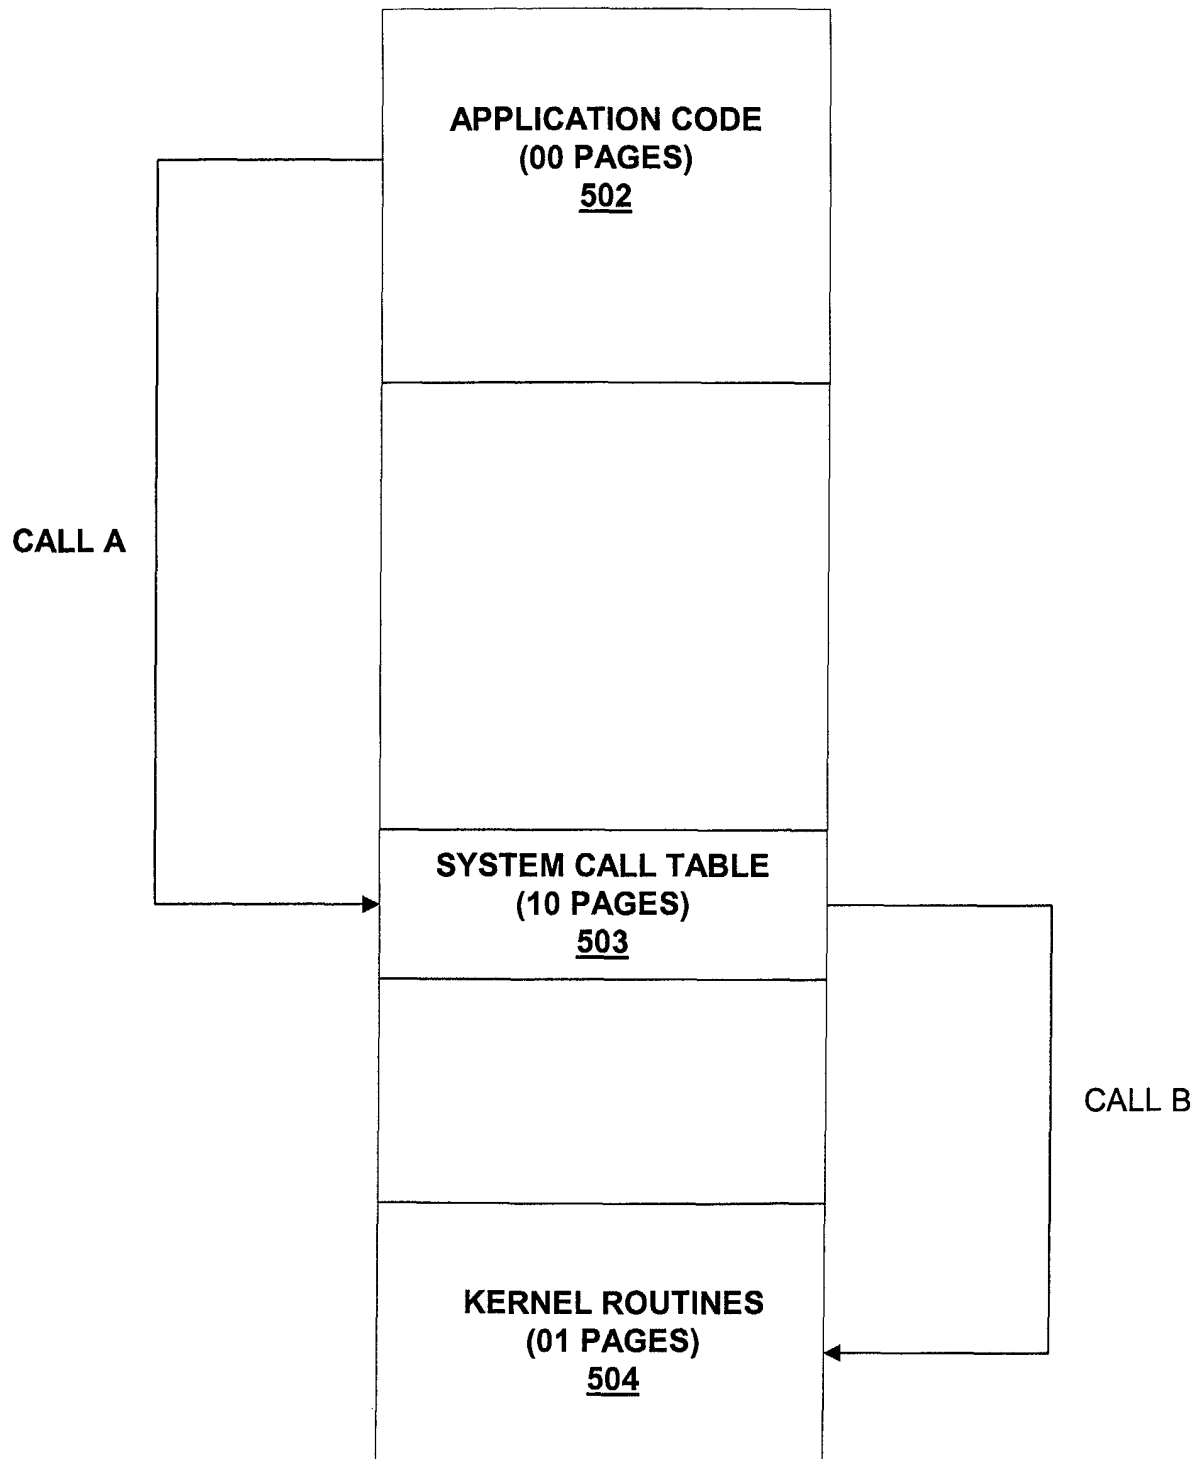 APPLICATION CODE
(00 PAGES)
502
CALL A
SYSTEM CALL TABLE
(10 PAGES)
503
CALL B
KERNEL ROUTINES
(01 PAGES)
504